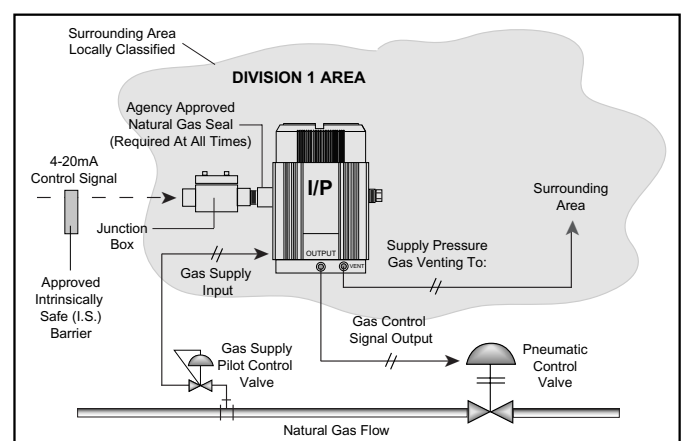 Surrounding Area
Locally Classified
DIVISION 1 AREA
Agency Approved
Natural Gas Seal
(Required At All Times)
4-20mA
Control Signal
I/P
Surrounding
Area
Junction
Box
OUTPUT
VENT
Supply Pressure
Gas Venting To:
Gas Supply
Input
Approved
Intrinsically
Safe (I.S.)
Barrier
Gas Control
Signal Output
Gas Supply
Pilot Control
Valve
Pneumatic
Control
Valve
Natural Gas Flow